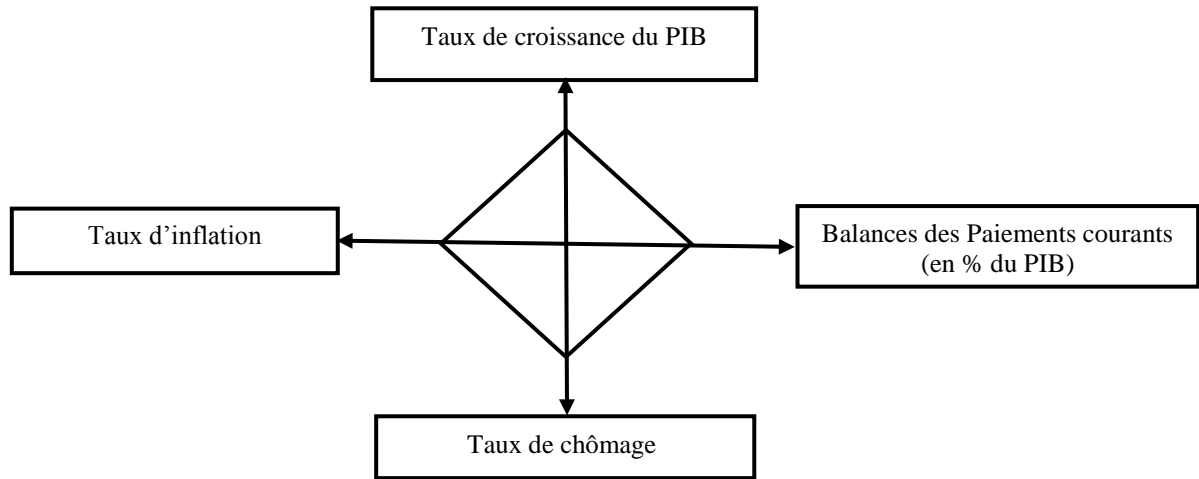 Taux de croissance du PIB
Taux d’inflation
Balances des Paiements courants
(en % du PIB)
Taux de chômage